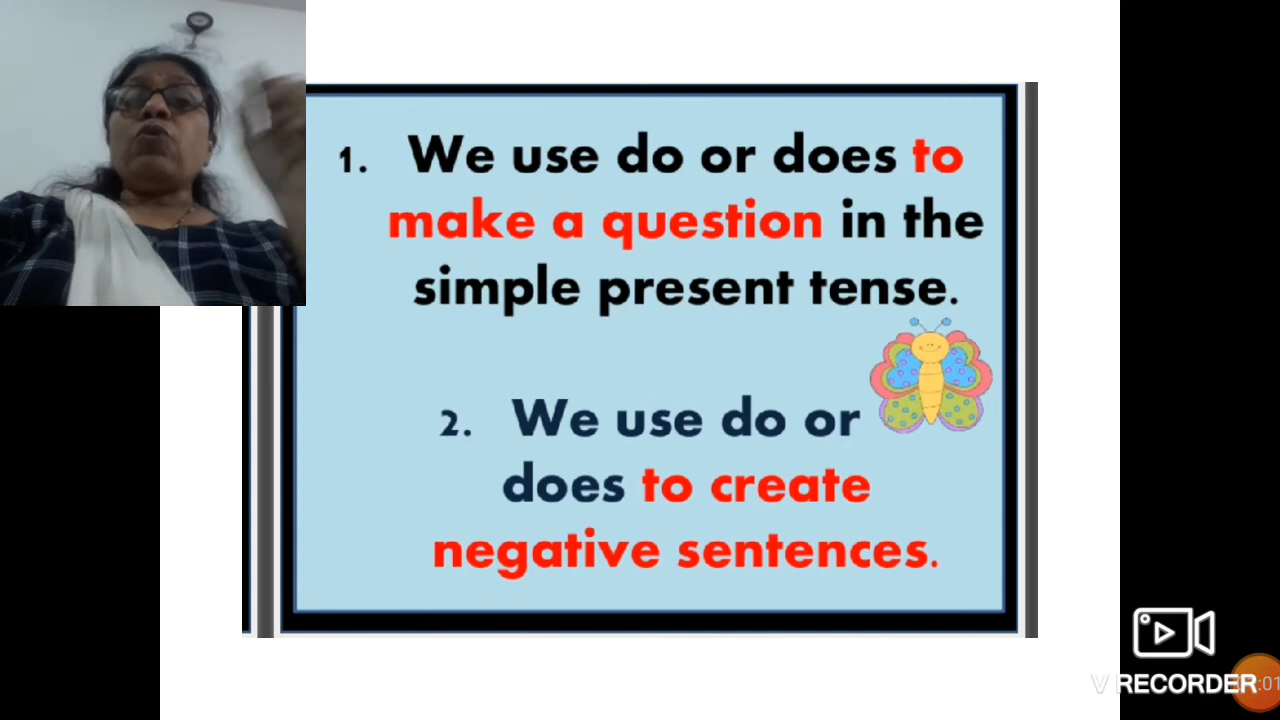 1. We use do or does to
make a question in the
simple present tense.
2. We use do or
does to create
negative sentences.
V RECORDER
:01